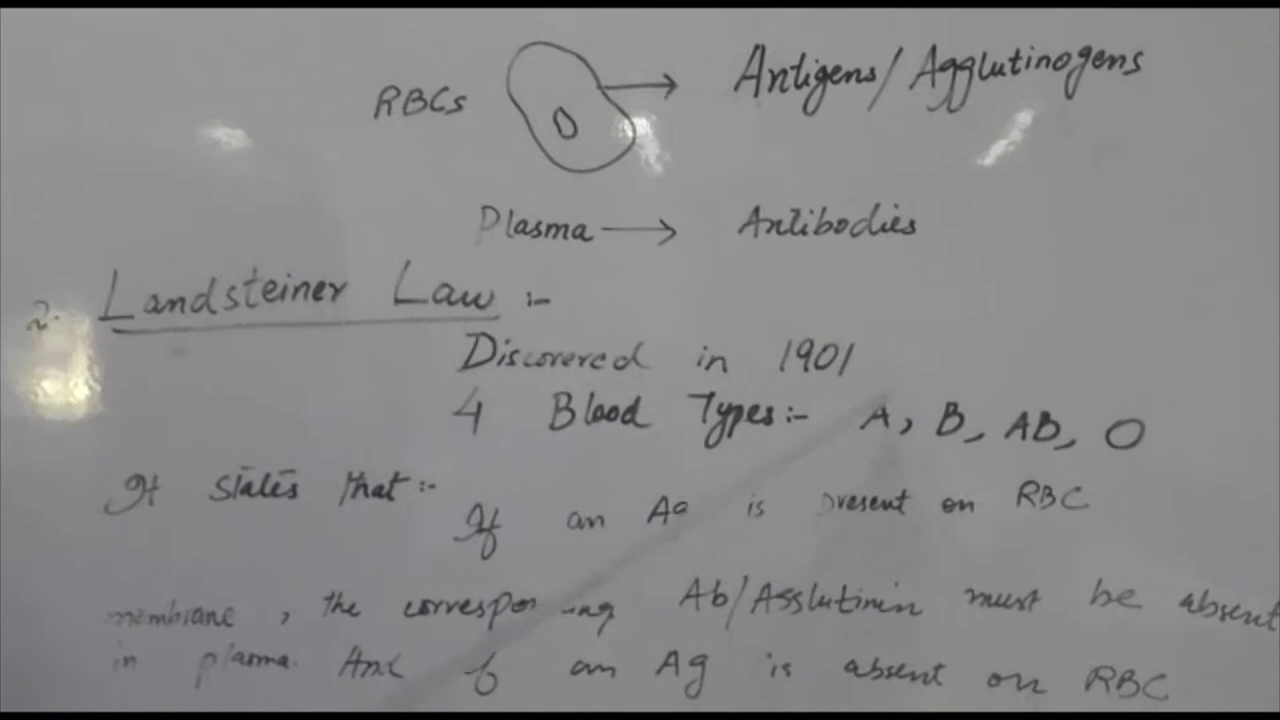 RBCs → Antigens/Agglutinogens
Plasma → Antibodies
2. Landsteiner Law :-
Discovered in 1901
4 Blood Types:- A, B, AB, O
It states that :-
If an Ag is present on RBC
membrane, the corresponding Ab/Agglutinin must be absent
in plasma. And if an Ag is absent on RBC